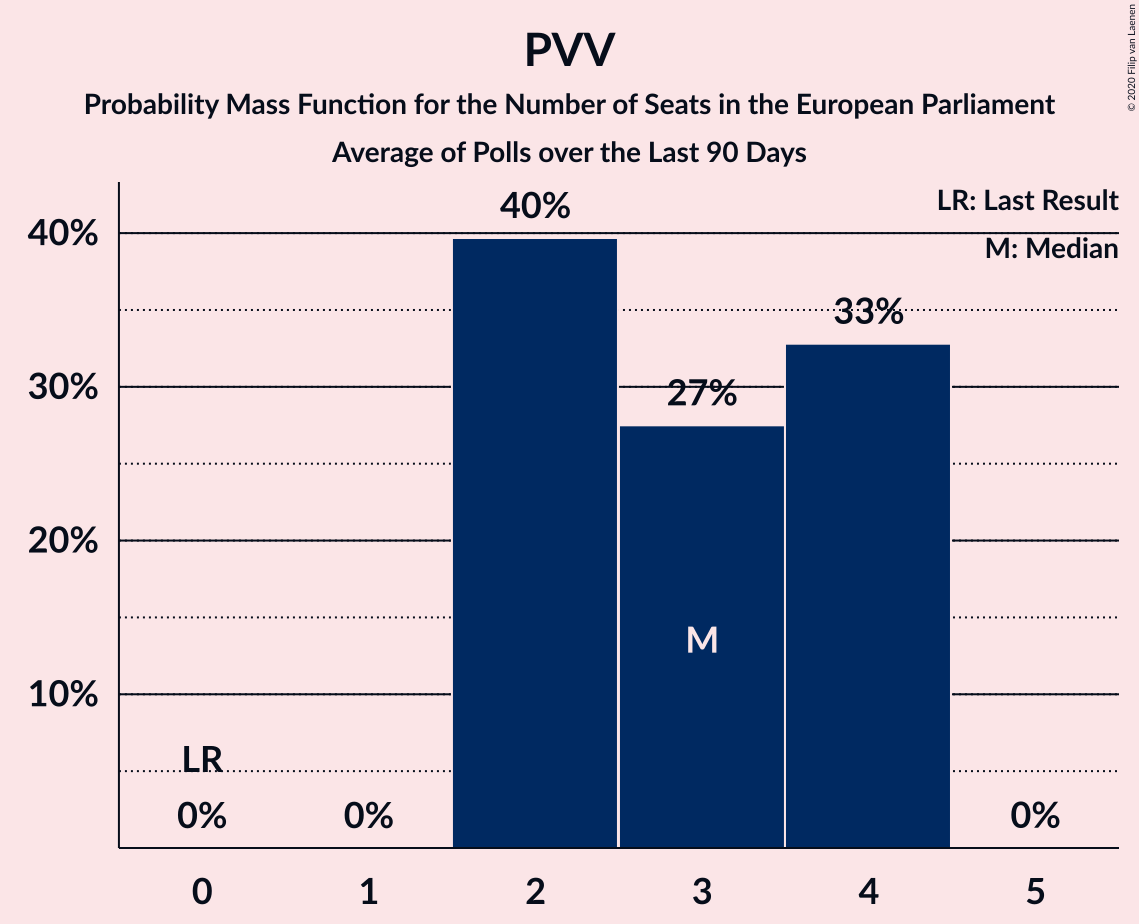 PVV
Probability Mass Function for the Number of Seats in the European Parliament
Average of Polls over the Last 90 Days
© 2020 Filip van Laenen
LR: Last Result
M: Median
40%
30%
20%
10%
40%
33%
27%
M
LR
0%
0%
0%
0
1
2
3
4
5